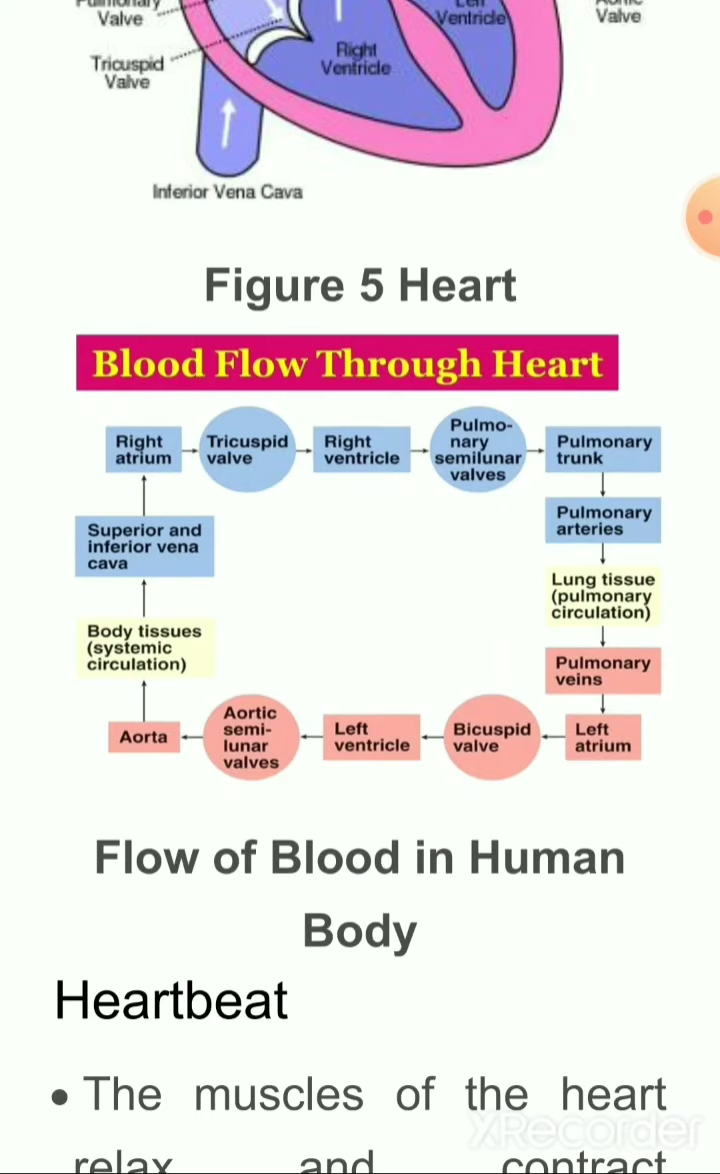 Valve
Tricuspid
Valve
Right
Ventricle
Ventricle
Valve
Inferior Vena Cava
Figure 5 Heart
Blood Flow Through Heart
Right
atrium
Tricuspid
valve
Right
ventricle
Pulmo-
nary
semilunar
valves
Pulmonary
trunk
Pulmonary
arteries
Superior and
inferior vena
cava
Lung tissue
(pulmonary
circulation)
Body tissues
(systemic
circulation)
Pulmonary
veins
Aorta
Aortic
semi-
lunar
valves
Left
ventricle
Bicuspid
valve
Left
atrium
Flow of Blood in Human
Body
Heartbeat
• The muscles of the heart
relax and contract
XRecorder